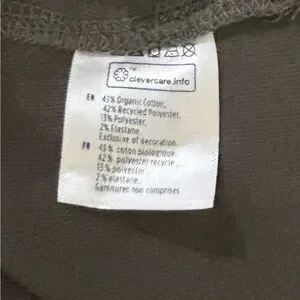 clevercare.info
EN 43% Organic Cotton,
42% Recycled Polyester,
13% Polyester,
2% Elastane.
Exclusive of decoration.
FR 43 % coton biologique,
42 % polyester recyclé,
13 % polyester,
2 % élastane.
Garnitures non comprises